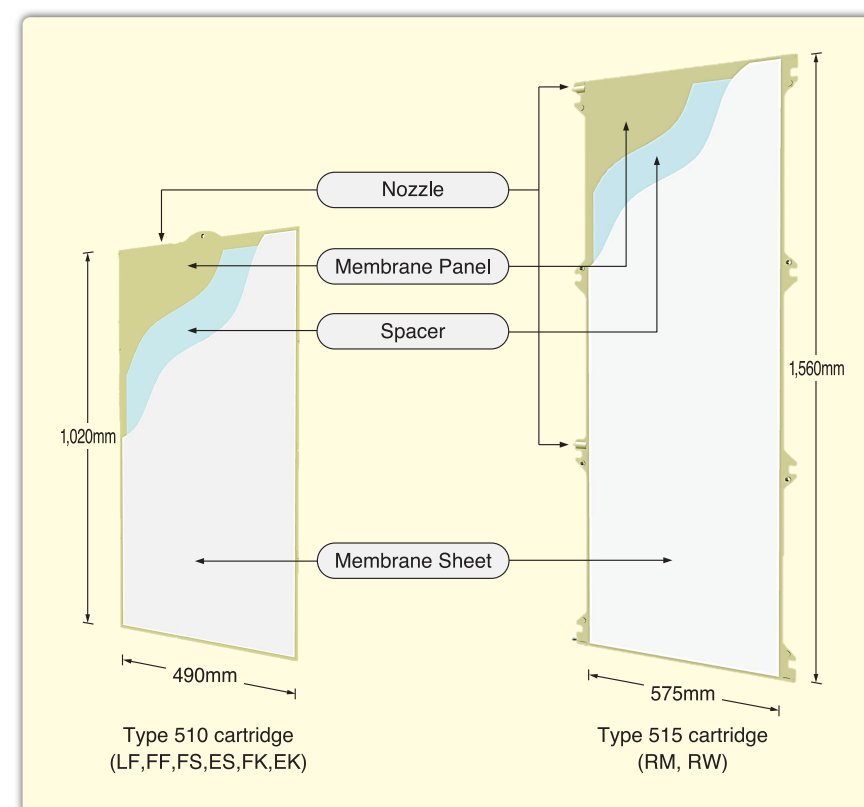 Nozzle
Membrane Panel
Spacer
1,560mm
1,020mm
Membrane Sheet
490mm
575mm
Type 510 cartridge
(LF,FF,FS,ES,FK,EK)
Type 515 cartridge
(RM, RW)